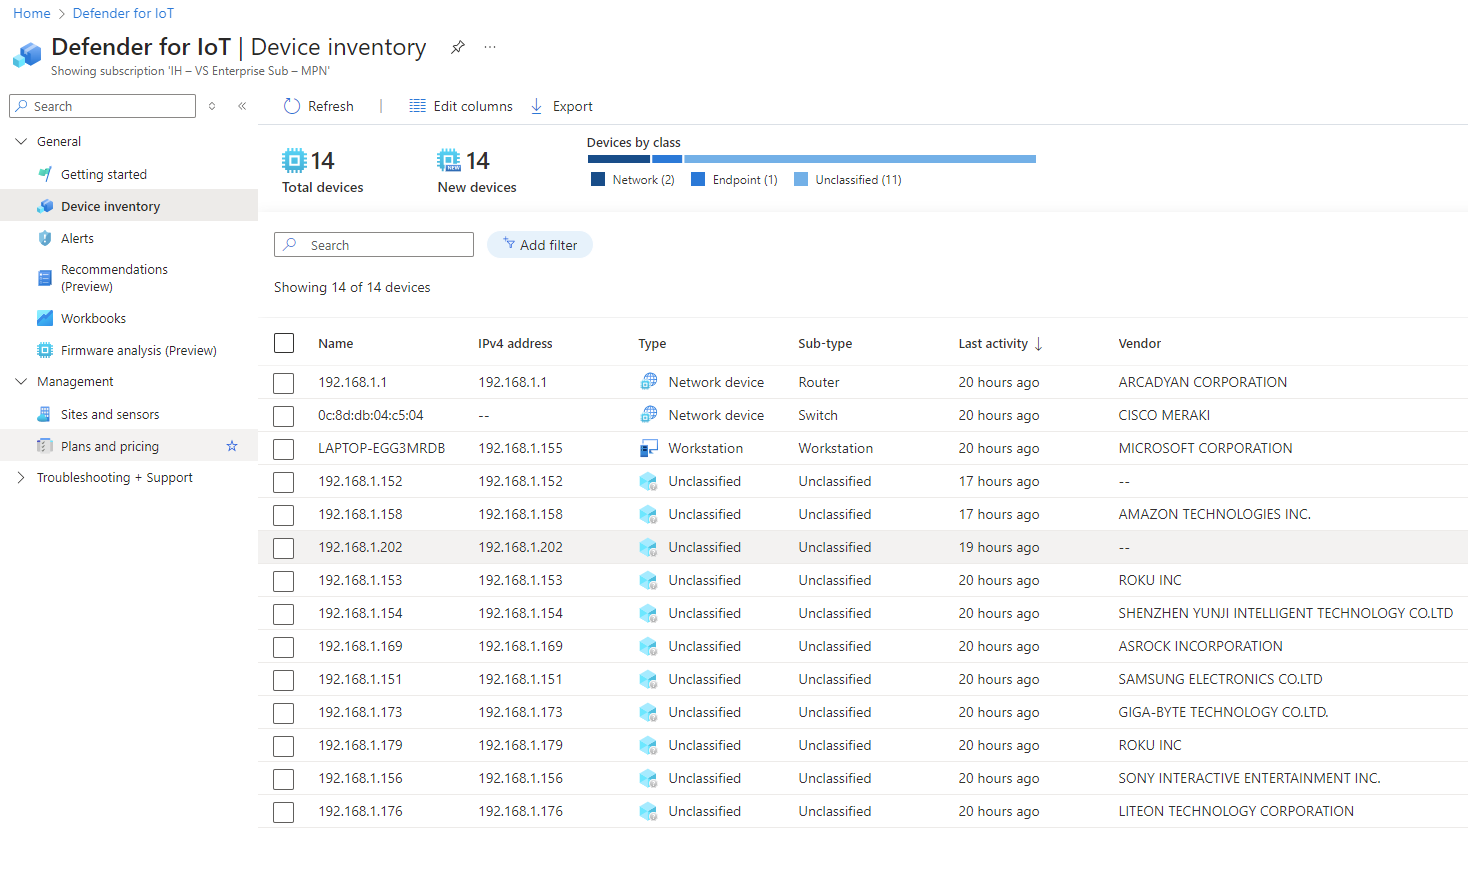 Home > Defender for IoT
Defender for IoT | Device inventory ...
Showing subscription 'IH – VS Enterprise Sub – MPN'
Search
General
Getting started
Device inventory
Alerts
Recommendations
(Preview)
Workbooks
Firmware analysis (Preview)
Management
Sites and sensors
Plans and pricing
Troubleshooting + Support
Refresh | Edit columns Export
14
Total devices
NEW 14
New devices
Devices by class
Network (2) Endpoint (1) Unclassified (11)
Search Add filter
Showing 14 of 14 devices
Name IPv4 address Type Sub-type Last activity ↓ Vendor
192.168.1.1 192.168.1.1 Network device Router 20 hours ago ARCADYAN CORPORATION
0c:8d:db:04:c5:04 -- Network device Switch 20 hours ago CISCO MERAKI
LAPTOP-EGG3MRDB 192.168.1.155 Workstation Workstation 20 hours ago MICROSOFT CORPORATION
192.168.1.152 192.168.1.152 Unclassified Unclassified 17 hours ago --
192.168.1.158 192.168.1.158 Unclassified Unclassified 17 hours ago AMAZON TECHNOLOGIES INC.
192.168.1.202 192.168.1.202 Unclassified Unclassified 19 hours ago --
192.168.1.153 192.168.1.153 Unclassified Unclassified 20 hours ago ROKU INC
192.168.1.154 192.168.1.154 Unclassified Unclassified 20 hours ago SHENZHEN YUNJI INTELLIGENT TECHNOLOGY CO.LTD
192.168.1.169 192.168.1.169 Unclassified Unclassified 20 hours ago ASROCK INCORPORATION
192.168.1.151 192.168.1.151 Unclassified Unclassified 20 hours ago SAMSUNG ELECTRONICS CO.LTD
192.168.1.173 192.168.1.173 Unclassified Unclassified 20 hours ago GIGA-BYTE TECHNOLOGY CO.LTD.
192.168.1.179 192.168.1.179 Unclassified Unclassified 20 hours ago ROKU INC
192.168.1.156 192.168.1.156 Unclassified Unclassified 20 hours ago SONY INTERACTIVE ENTERTAINMENT INC.
192.168.1.176 192.168.1.176 Unclassified Unclassified 20 hours ago LITEON TECHNOLOGY CORPORATION